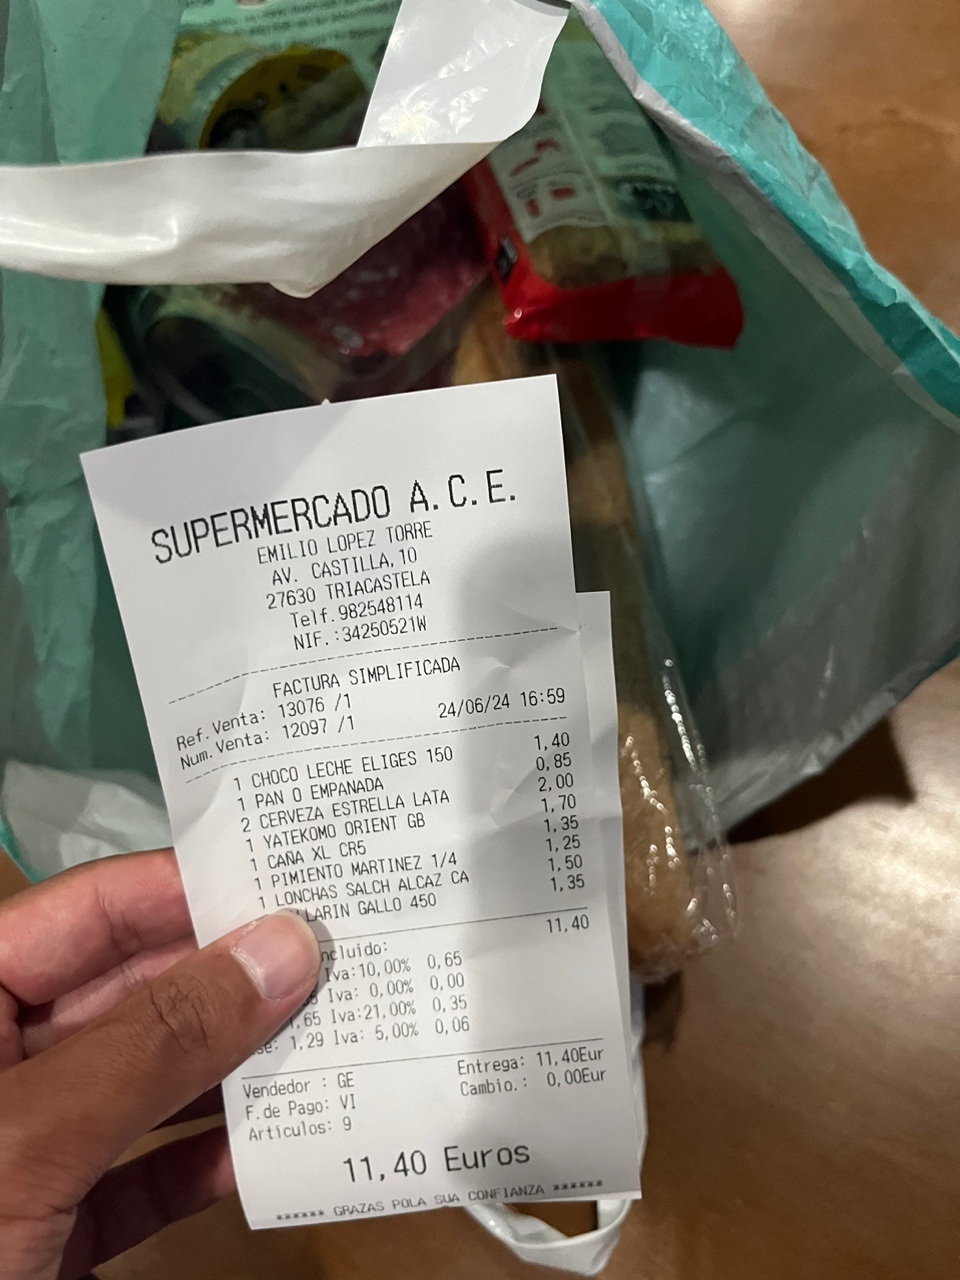 SUPERMERCADO A.C.E.
EMILIO LOPEZ TORRE
AV. CASTILLA, 10
27630 TRIACASTELA
Telf.982548114
NIF.:34250521W
FACTURA SIMPLIFICADA
Ref.Venta: 13076 /1
Num.Venta: 12097 /1 24/06/24 16:59
1 CHOCO LECHE ELIGES 150 1,40
1 PAN O EMPANADA 0,85
2 CERVEZA ESTRELLA LATA 2,00
1 YATEKOMO ORIENT GB 1,70
1 CAÑA XL CR5 1,35
1 PIMIENTO MARTINEZ 1/4 1,25
1 LONCHAS SALCH ALCAZ CA 1,50
LARIN GALLO 450 1,35
11,40
ncluido:
Iva:10,00% 0,65
Iva: 0,00% 0,00
,65 Iva:21,00% 0,35
se: 1,29 Iva: 5,00% 0,06
Vendedor : GE Entrega: 11,40Eur
F.de Pago: VI Cambio.: 0,00Eur
Articulos: 9
11,40 Euros
****** GRAZAS POLA SUA CONFIANZA ******